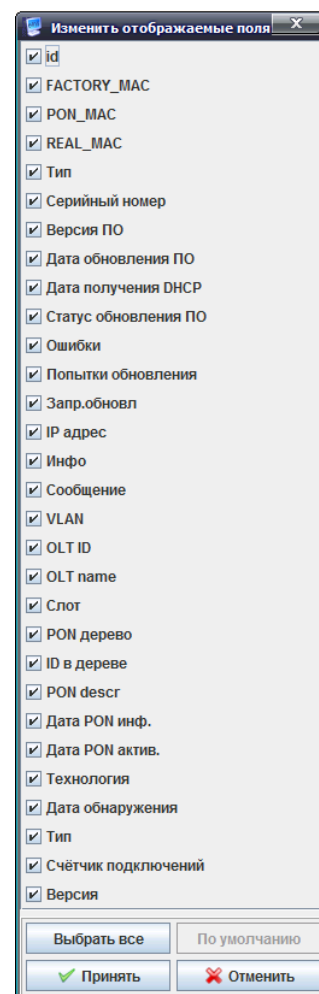 Изменить отображаемые поля
id
FACTORY_MAC
PON_MAC
REAL_MAC
Тип
Серийный номер
Версия ПО
Дата обновления ПО
Дата получения DHCP
Статус обновления ПО
Ошибки
Попытки обновления
Запр.обновл
IP адрес
Инфо
Сообщение
VLAN
OLT ID
OLT name
Слот
PON дерево
ID в дереве
PON descr
Дата PON инф.
Дата PON актив.
Технология
Дата обнаружения
Тип
Счётчик подключений
Версия
Выбрать все По умолчанию
Принять Отменить